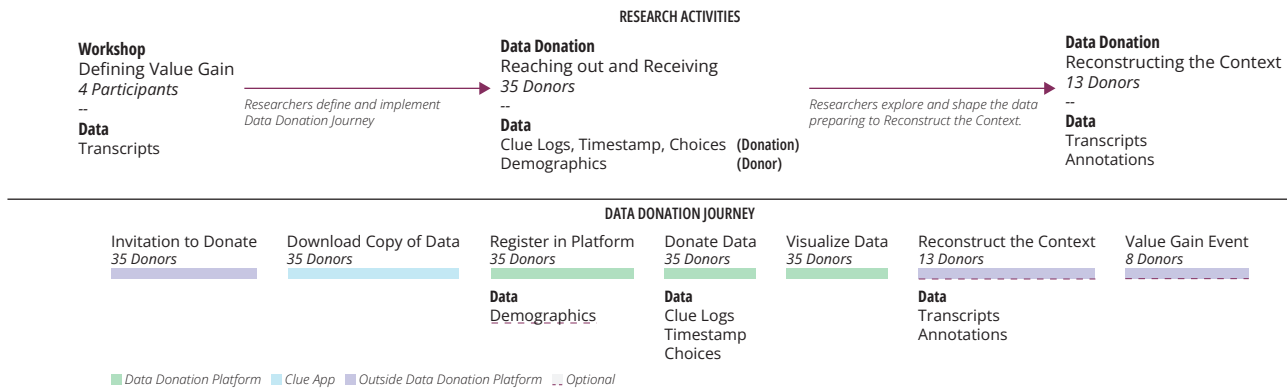 RESEARCH ACTIVITIES
Workshop
Defining Value Gain
4 Participants
--
Data
Transcripts
Researchers define and implement
Data Donation Journey
Data Donation
Reaching out and Receiving
35 Donors
--
Data
Clue Logs, Timestamp, Choices (Donation)
Demographics (Donor)
Researchers explore and shape the data
preparing to Reconstruct the Context.
Data Donation
Reconstructing the Context
13 Donors
--
Data
Transcripts
Annotations
DATA DONATION JOURNEY
Invitation to Donate
35 Donors
Download Copy of Data
35 Donors
Register in Platform
35 Donors
Data
Demographics
Donate Data
35 Donors
Data
Clue Logs
Timestamp
Choices
Visualize Data
35 Donors
Reconstruct the Context
13 Donors
Data
Transcripts
Annotations
Value Gain Event
8 Donors
Data Donation Platform Clue App Outside Data Donation Platform Optional